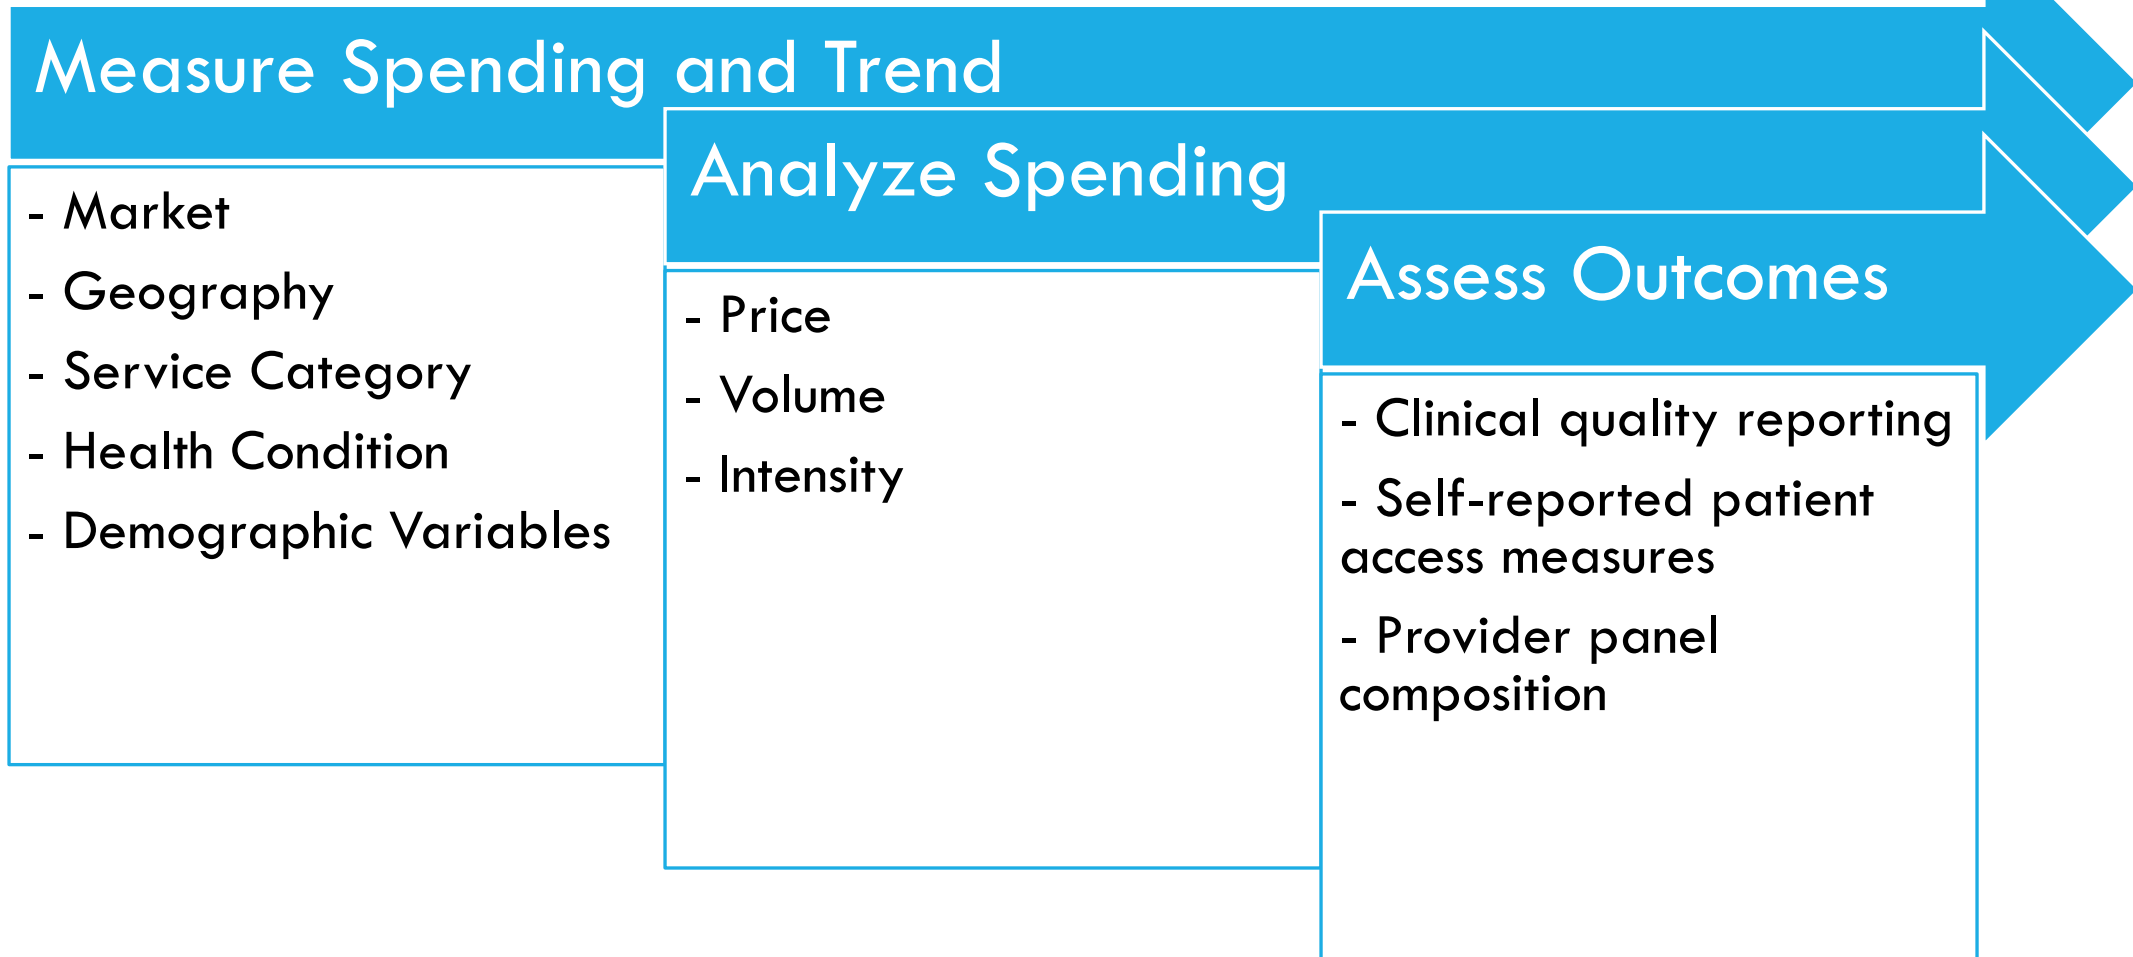 Measure Spending and Trend
- Market
- Geography
- Service Category
- Health Condition
- Demographic Variables
Analyze Spending
- Price
- Volume
- Intensity
Assess Outcomes
- Clinical quality reporting
- Self-reported patient
access measures
- Provider panel
composition